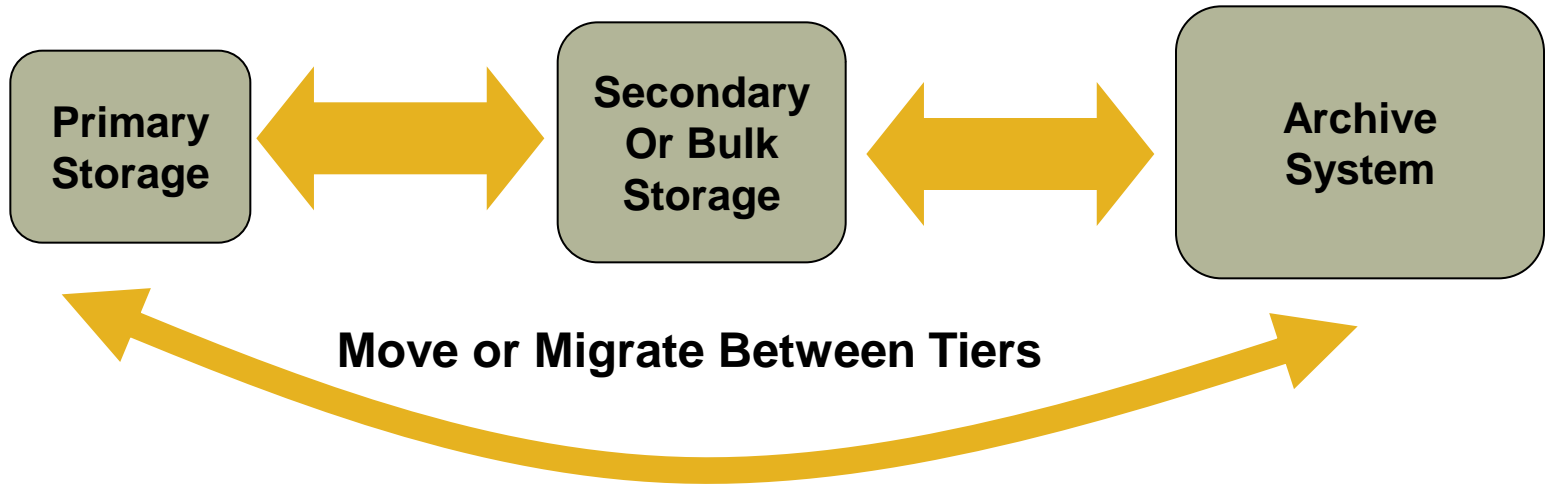 Primary
Storage
Secondary
Or Bulk
Storage
Archive
System
Move or Migrate Between Tiers